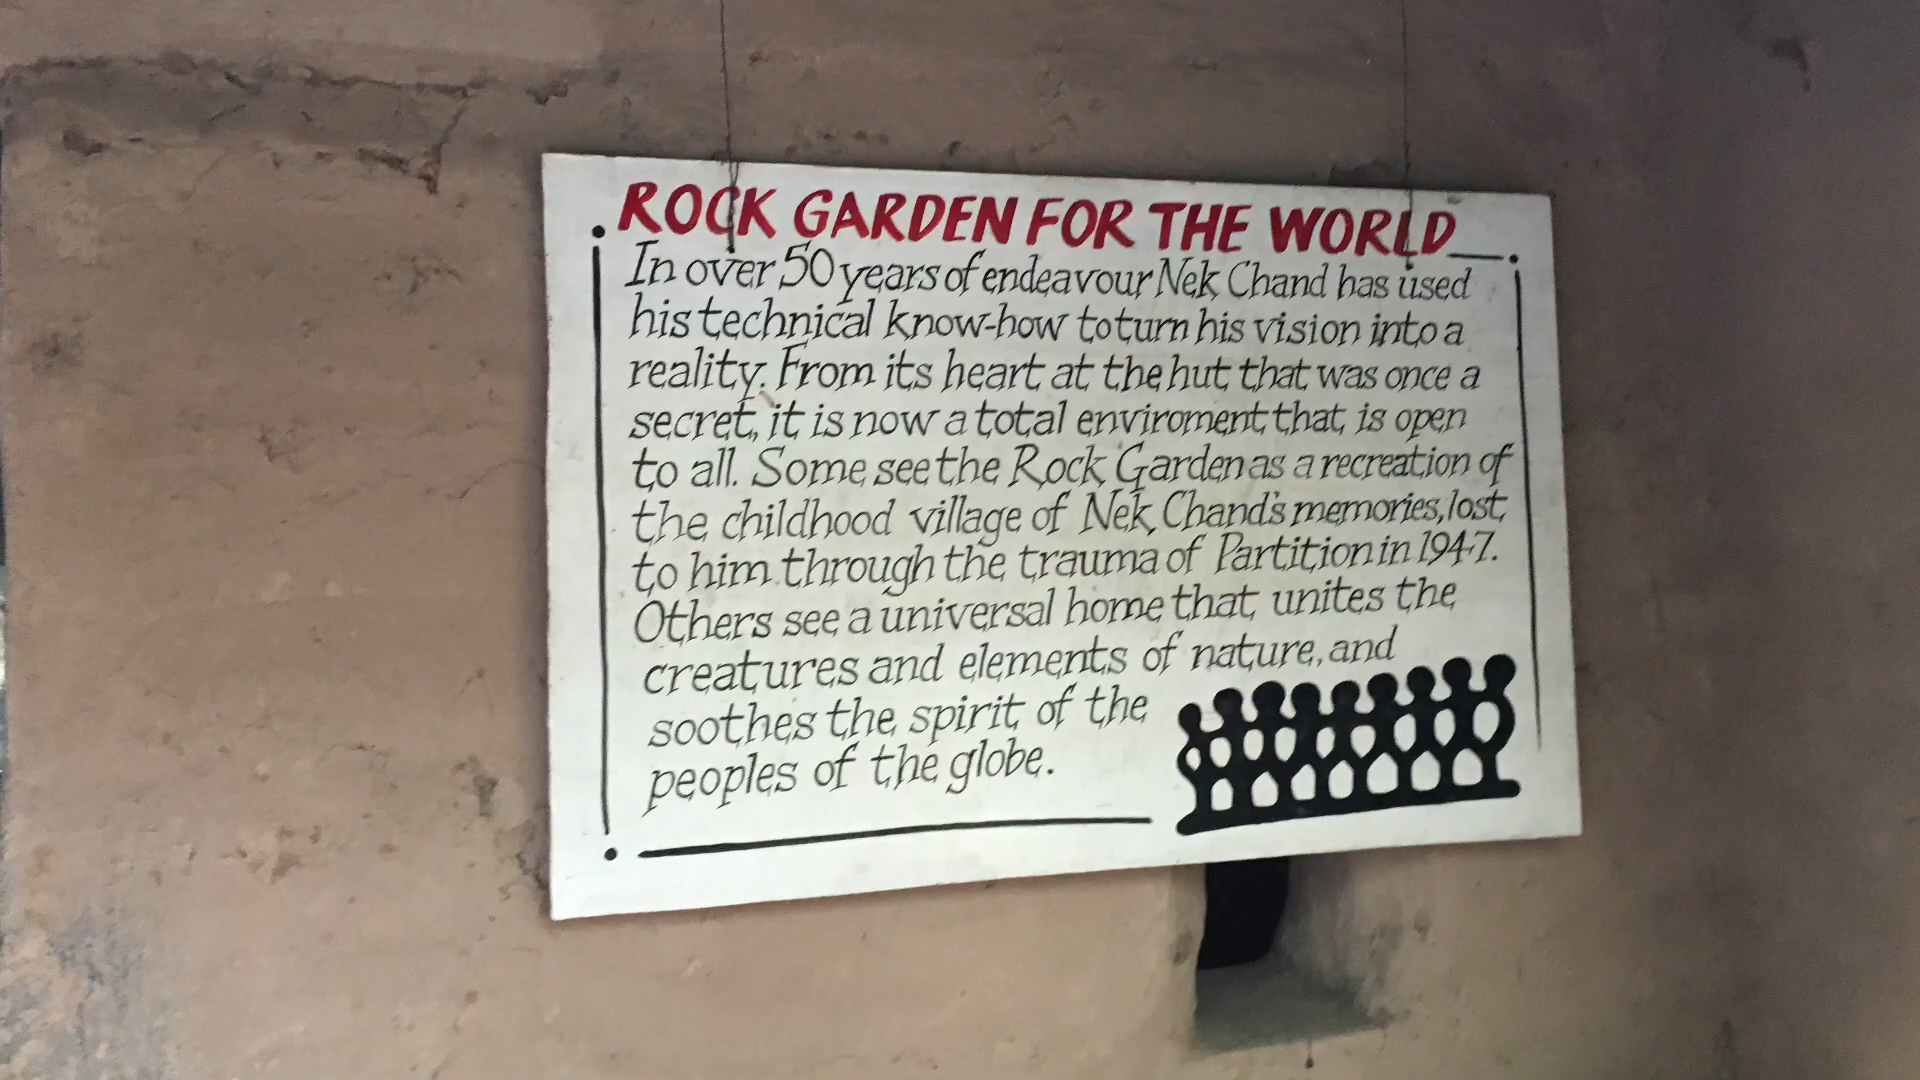 ROCK GARDEN FOR THE WORLD
In over 50 years of endeavour Nek Chand has used
his technical know-how to turn his vision into a
reality. From its heart at the hut that was once a
secret, it is now a total enviroment that is open
to all. Some see the Rock Garden as a recreation of
the childhood village of Nek Chand's memories, lost
to him through the trauma of Partition in 1947.
Others see a universal home that unites the
creatures and elements of nature, and
soothes the spirit of the
peoples of the globe.